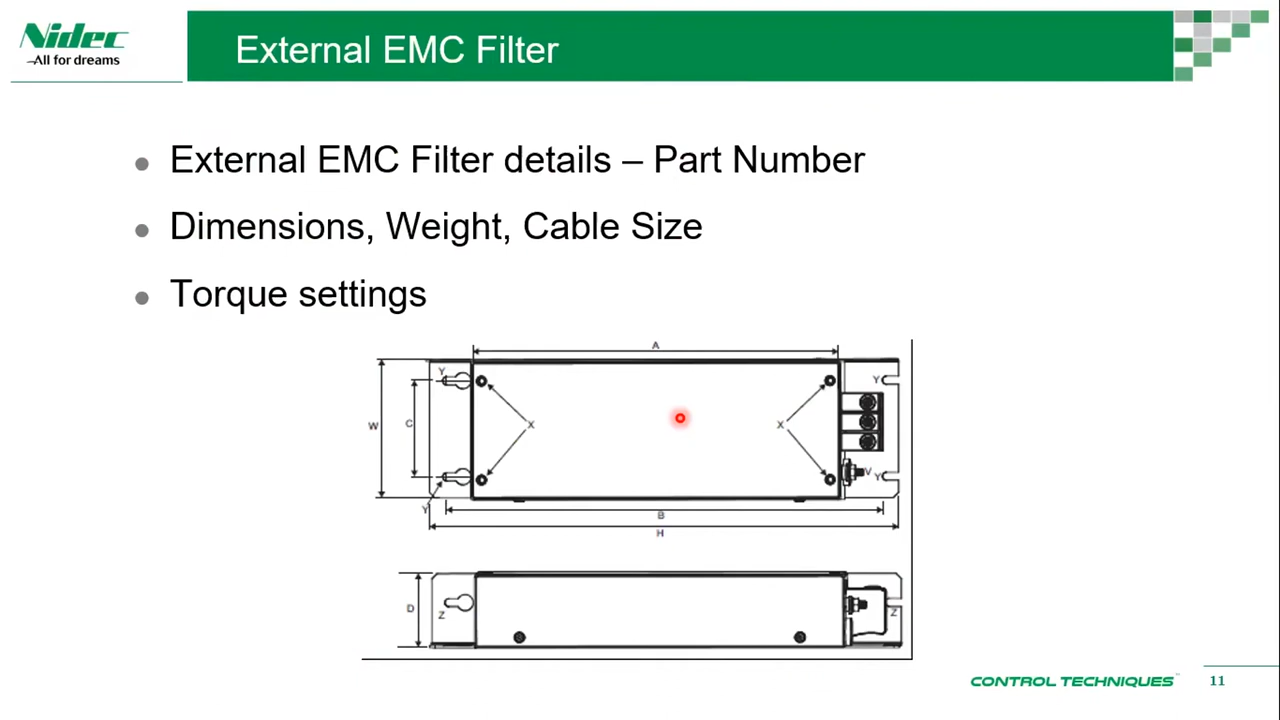 Nidec
All for dreams
External EMC Filter
External EMC Filter details – Part Number
Dimensions, Weight, Cable Size
Torque settings
A
Y
Y
W
C
X
X
V
Y
Y
B
H
D
Z
Z
CONTROL TECHNIQUES
11